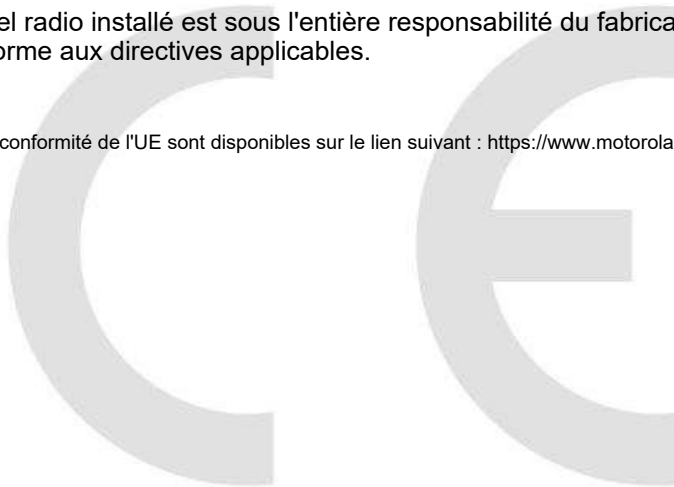 el radio installé est sous l'entière responsabilité du fabrica
orme aux directives applicables.
conformité de l'UE sont disponibles sur le lien suivant : https://www.motorola
CE